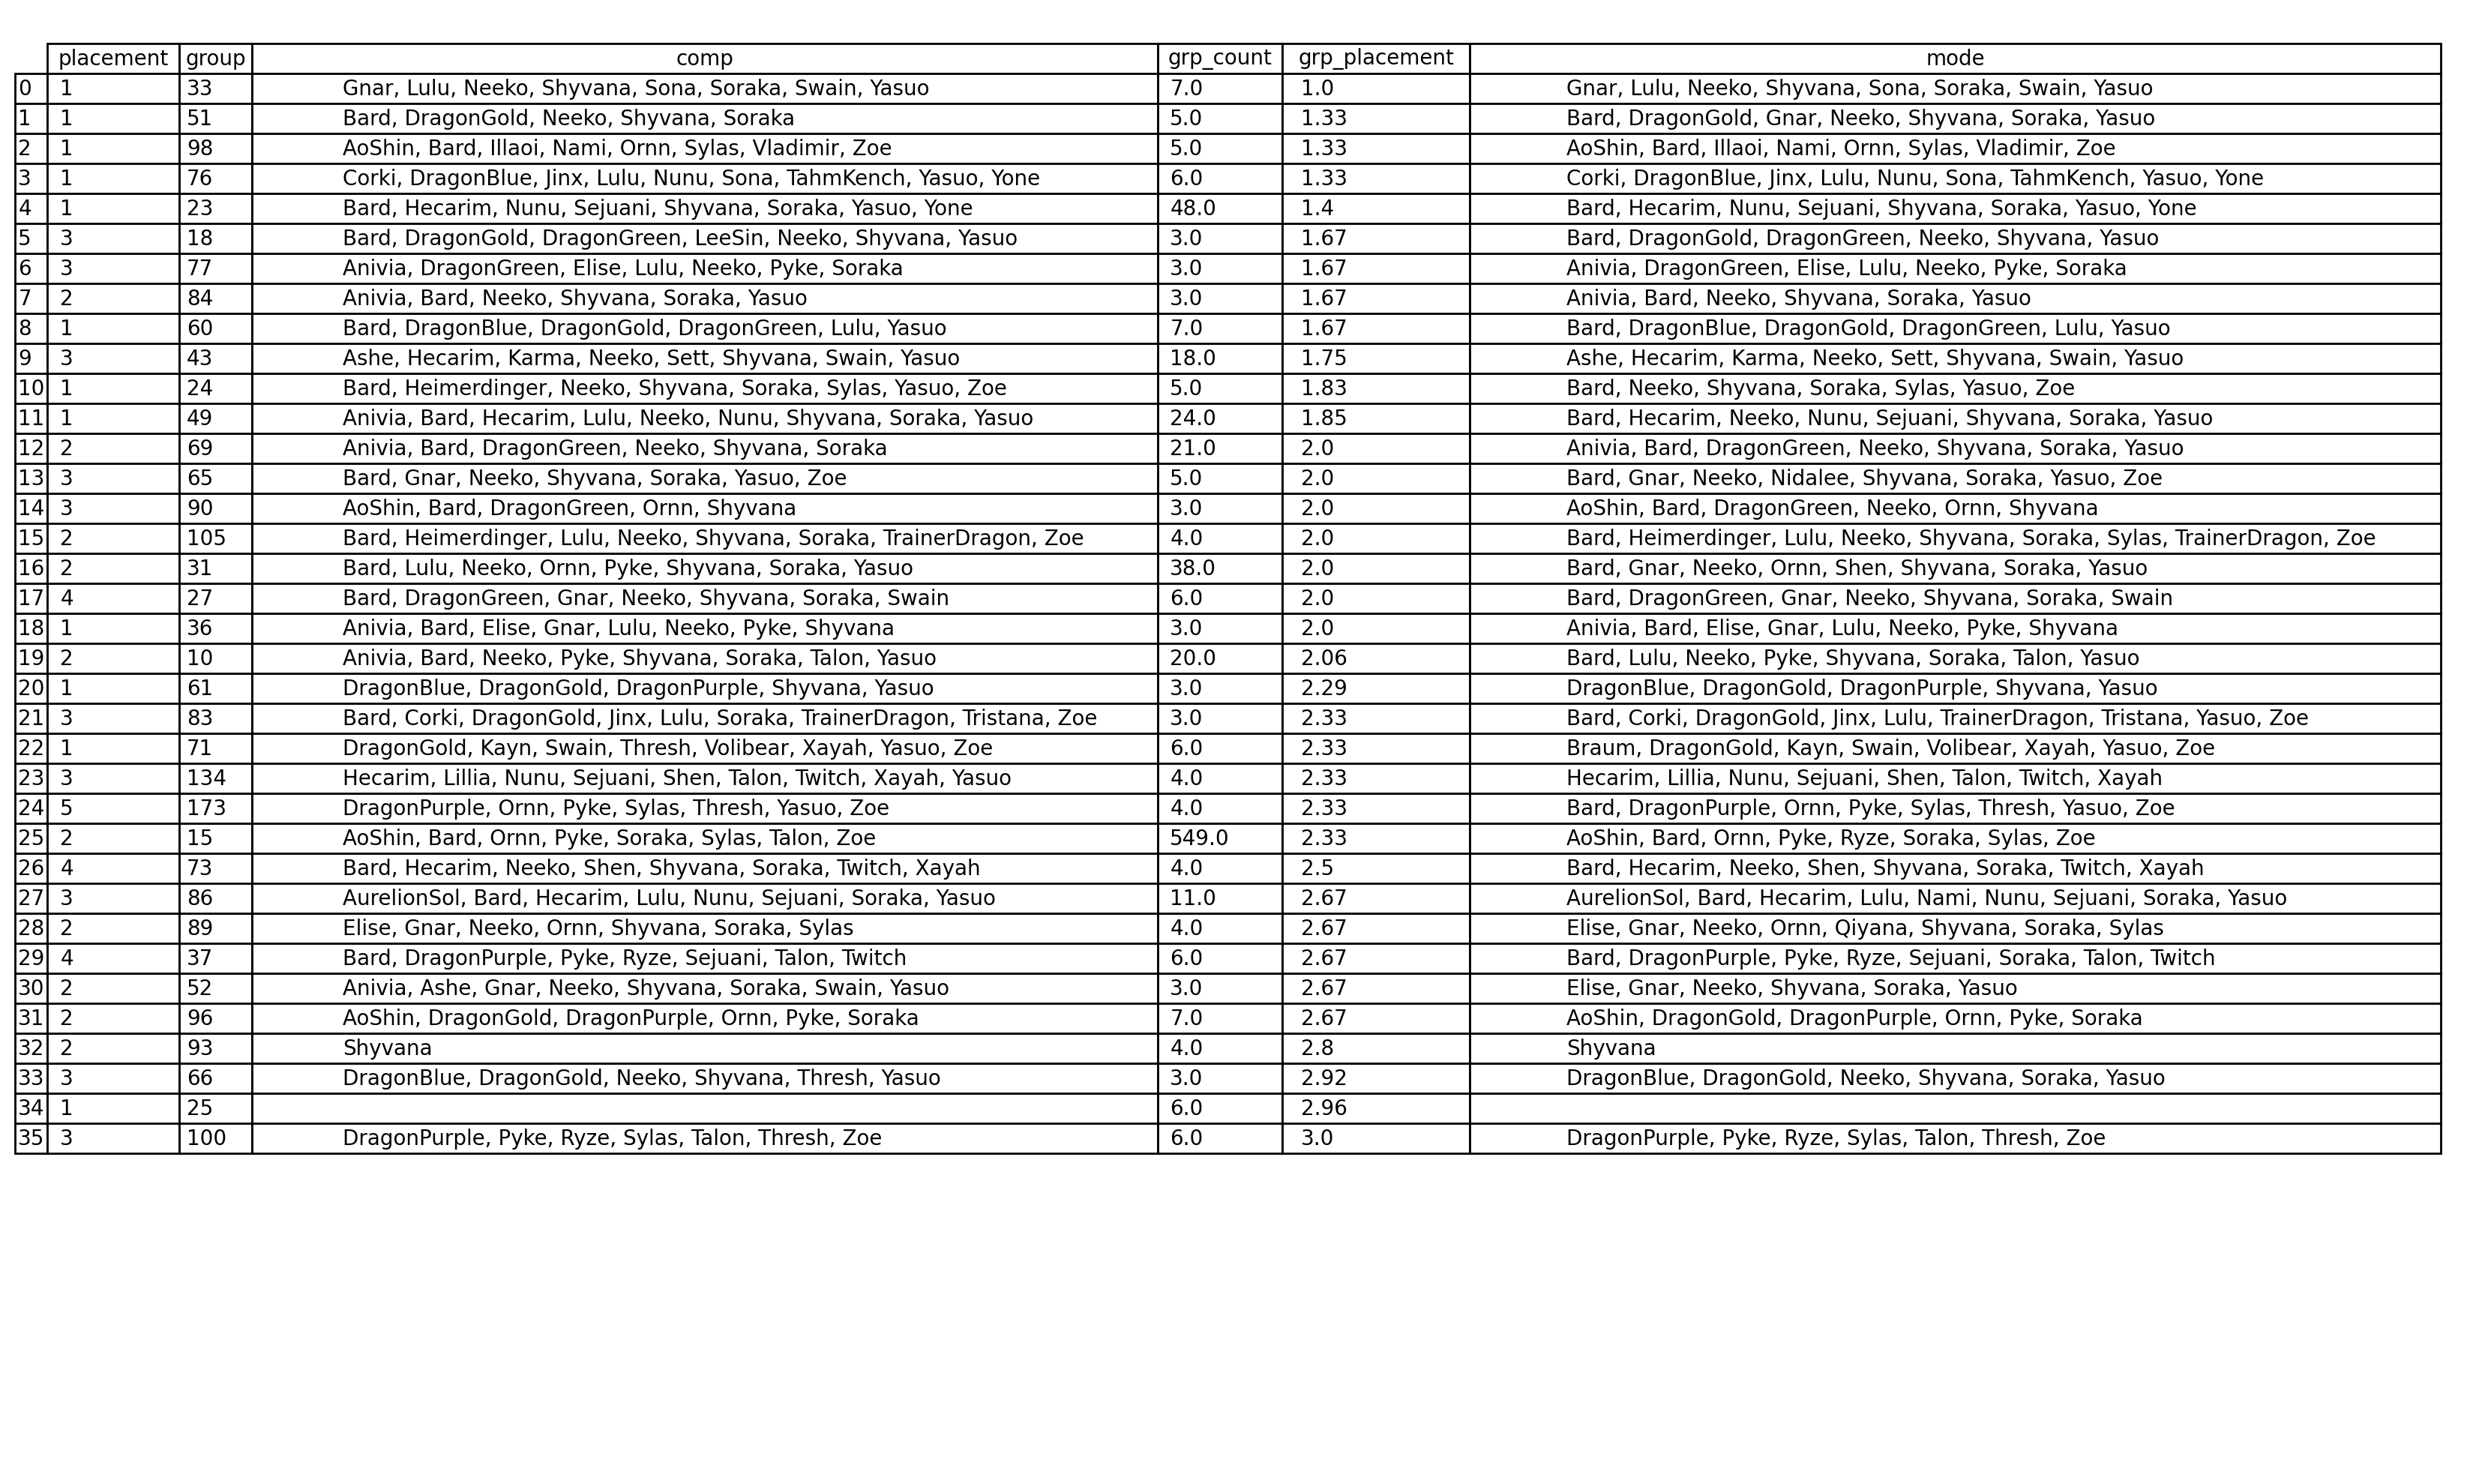 placement group comp grp_count grp_placement mode
0 1 33 Gnar, Lulu, Neeko, Shyvana, Sona, Soraka, Swain, Yasuo 7.0 1.0 Gnar, Lulu, Neeko, Shyvana, Sona, Soraka, Swain, Yasuo
1 1 51 Bard, DragonGold, Neeko, Shyvana, Soraka 5.0 1.33 Bard, DragonGold, Gnar, Neeko, Shyvana, Soraka, Yasuo
2 1 98 AoShin, Bard, Illaoi, Nami, Ornn, Sylas, Vladimir, Zoe 5.0 1.33 AoShin, Bard, Illaoi, Nami, Ornn, Sylas, Vladimir, Zoe
3 1 76 Corki, DragonBlue, Jinx, Lulu, Nunu, Sona, TahmKench, Yasuo, Yone 6.0 1.33 Corki, DragonBlue, Jinx, Lulu, Nunu, Sona, TahmKench, Yasuo, Yone
4 1 23 Bard, Hecarim, Nunu, Sejuani, Shyvana, Soraka, Yasuo, Yone 48.0 1.4 Bard, Hecarim, Nunu, Sejuani, Shyvana, Soraka, Yasuo, Yone
5 3 18 Bard, DragonGold, DragonGreen, LeeSin, Neeko, Shyvana, Yasuo 3.0 1.67 Bard, DragonGold, DragonGreen, Neeko, Shyvana, Yasuo
6 3 77 Anivia, DragonGreen, Elise, Lulu, Neeko, Pyke, Soraka 3.0 1.67 Anivia, DragonGreen, Elise, Lulu, Neeko, Pyke, Soraka
7 2 84 Anivia, Bard, Neeko, Shyvana, Soraka, Yasuo 3.0 1.67 Anivia, Bard, Neeko, Shyvana, Soraka, Yasuo
8 1 60 Bard, DragonBlue, DragonGold, DragonGreen, Lulu, Yasuo 7.0 1.67 Bard, DragonBlue, DragonGold, DragonGreen, Lulu, Yasuo
9 3 43 Ashe, Hecarim, Karma, Neeko, Sett, Shyvana, Swain, Yasuo 18.0 1.75 Ashe, Hecarim, Karma, Neeko, Sett, Shyvana, Swain, Yasuo
10 1 24 Bard, Heimerdinger, Neeko, Shyvana, Soraka, Sylas, Yasuo, Zoe 5.0 1.83 Bard, Neeko, Shyvana, Soraka, Sylas, Yasuo, Zoe
11 1 49 Anivia, Bard, Hecarim, Lulu, Neeko, Nunu, Shyvana, Soraka, Yasuo 24.0 1.85 Bard, Hecarim, Neeko, Nunu, Sejuani, Shyvana, Soraka, Yasuo
12 2 69 Anivia, Bard, DragonGreen, Neeko, Shyvana, Soraka 21.0 2.0 Anivia, Bard, DragonGreen, Neeko, Shyvana, Soraka, Yasuo
13 3 65 Bard, Gnar, Neeko, Shyvana, Soraka, Yasuo, Zoe 5.0 2.0 Bard, Gnar, Neeko, Nidalee, Shyvana, Soraka, Yasuo, Zoe
14 3 90 AoShin, Bard, DragonGreen, Ornn, Shyvana 3.0 2.0 AoShin, Bard, DragonGreen, Neeko, Ornn, Shyvana
15 2 105 Bard, Heimerdinger, Lulu, Neeko, Shyvana, Soraka, TrainerDragon, Zoe 4.0 2.0 Bard, Heimerdinger, Lulu, Neeko, Shyvana, Soraka, Sylas, TrainerDragon, Zoe
16 2 31 Bard, Lulu, Neeko, Ornn, Pyke, Shyvana, Soraka, Yasuo 38.0 2.0 Bard, Gnar, Neeko, Ornn, Shen, Shyvana, Soraka, Yasuo
17 4 27 Bard, DragonGreen, Gnar, Neeko, Shyvana, Soraka, Swain 6.0 2.0 Bard, DragonGreen, Gnar, Neeko, Shyvana, Soraka, Swain
18 1 36 Anivia, Bard, Elise, Gnar, Lulu, Neeko, Pyke, Shyvana 3.0 2.0 Anivia, Bard, Elise, Gnar, Lulu, Neeko, Pyke, Shyvana
19 2 10 Anivia, Bard, Neeko, Pyke, Shyvana, Soraka, Talon, Yasuo 20.0 2.06 Bard, Lulu, Neeko, Pyke, Shyvana, Soraka, Talon, Yasuo
20 1 61 DragonBlue, DragonGold, DragonPurple, Shyvana, Yasuo 3.0 2.29 DragonBlue, DragonGold, DragonPurple, Shyvana, Yasuo
21 3 83 Bard, Corki, DragonGold, Jinx, Lulu, Soraka, TrainerDragon, Tristana, Zoe 3.0 2.33 Bard, Corki, DragonGold, Jinx, Lulu, TrainerDragon, Tristana, Yasuo, Zoe
22 1 71 DragonGold, Kayn, Swain, Thresh, Volibear, Xayah, Yasuo, Zoe 6.0 2.33 Braum, DragonGold, Kayn, Swain, Volibear, Xayah, Yasuo, Zoe
23 3 134 Hecarim, Lillia, Nunu, Sejuani, Shen, Talon, Twitch, Xayah, Yasuo 4.0 2.33 Hecarim, Lillia, Nunu, Sejuani, Shen, Talon, Twitch, Xayah
24 5 173 DragonPurple, Ornn, Pyke, Sylas, Thresh, Yasuo, Zoe 4.0 2.33 Bard, DragonPurple, Ornn, Pyke, Sylas, Thresh, Yasuo, Zoe
25 2 15 AoShin, Bard, Ornn, Pyke, Soraka, Sylas, Talon, Zoe 549.0 2.33 AoShin, Bard, Ornn, Pyke, Ryze, Soraka, Sylas, Zoe
26 4 73 Bard, Hecarim, Neeko, Shen, Shyvana, Soraka, Twitch, Xayah 4.0 2.5 Bard, Hecarim, Neeko, Shen, Shyvana, Soraka, Twitch, Xayah
27 3 86 AurelionSol, Bard, Hecarim, Lulu, Nunu, Sejuani, Soraka, Yasuo 11.0 2.67 AurelionSol, Bard, Hecarim, Lulu, Nami, Nunu, Sejuani, Soraka, Yasuo
28 2 89 Elise, Gnar, Neeko, Ornn, Shyvana, Soraka, Sylas 4.0 2.67 Elise, Gnar, Neeko, Ornn, Qiyana, Shyvana, Soraka, Sylas
29 4 37 Bard, DragonPurple, Pyke, Ryze, Sejuani, Talon, Twitch 6.0 2.67 Bard, DragonPurple, Pyke, Ryze, Sejuani, Soraka, Talon, Twitch
30 2 52 Anivia, Ashe, Gnar, Neeko, Shyvana, Soraka, Swain, Yasuo 3.0 2.67 Elise, Gnar, Neeko, Shyvana, Soraka, Yasuo
31 2 96 AoShin, DragonGold, DragonPurple, Ornn, Pyke, Soraka 7.0 2.67 AoShin, DragonGold, DragonPurple, Ornn, Pyke, Soraka
32 2 93 Shyvana 4.0 2.8 Shyvana
33 3 66 DragonBlue, DragonGold, Neeko, Shyvana, Thresh, Yasuo 3.0 2.92 DragonBlue, DragonGold, Neeko, Shyvana, Soraka, Yasuo
34 1 25 6.0 2.96
35 3 100 DragonPurple, Pyke, Ryze, Sylas, Talon, Thresh, Zoe 6.0 3.0 DragonPurple, Pyke, Ryze, Sylas, Talon, Thresh, Zoe